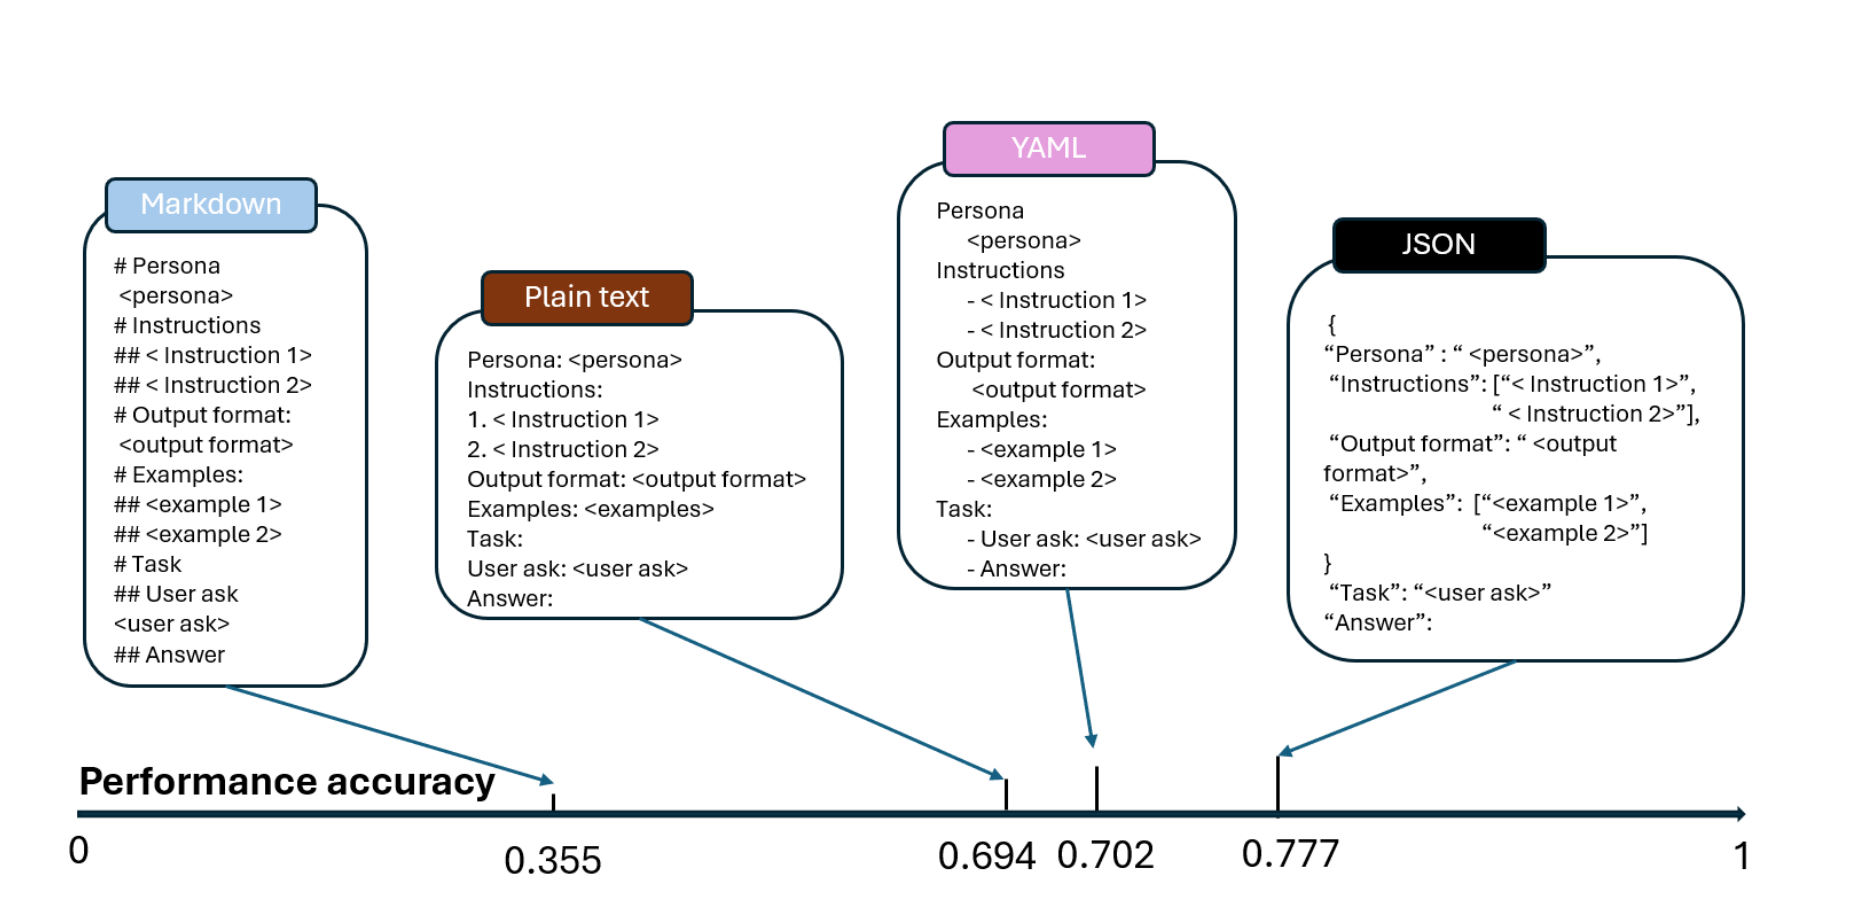 Markdown
# Persona
<persona>
# Instructions
## < Instruction 1>
## < Instruction 2>
# Output format:
<output format>
# Examples:
## <example 1>
## <example 2>
# Task
## User ask
<user ask>
## Answer
Plain text
Persona: <persona>
Instructions:
1. < Instruction 1>
2. < Instruction 2>
Output format: <output format>
Examples: <examples>
Task:
User ask: <user ask>
Answer:
YAML
Persona
<persona>
Instructions
- < Instruction 1>
- < Instruction 2>
Output format:
<output format>
Examples:
- <example 1>
- <example 2>
Task:
- User ask: <user ask>
- Answer:
JSON
{
“Persona” : “ <persona>”,
“Instructions”: [“< Instruction 1>”,
“ < Instruction 2>”],
“Output format”: “ <output
format>”,
“Examples”: [“<example 1>”,
“<example 2>”]
}
“Task”: “<user ask>”
“Answer”:
Performance accuracy
0
0.355
0.694
0.702
0.777
1